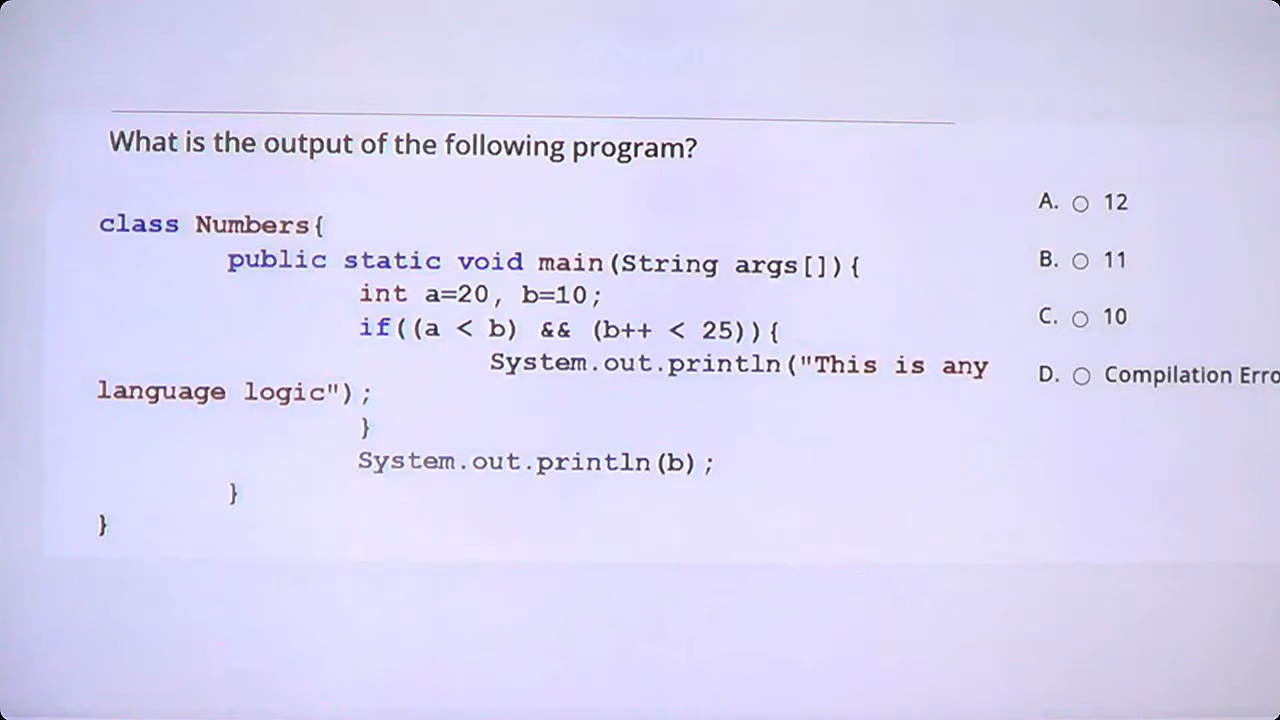 What is the output of the following program?
class Numbers{
public static void main(String args[]){
int a=20, b=10;
if((a < b) && (b++ < 25)){
System.out.println("This is any
language logic");
}
System.out.println(b);
}
}
A. 12
B. 11
C. 10
D. Compilation Erro